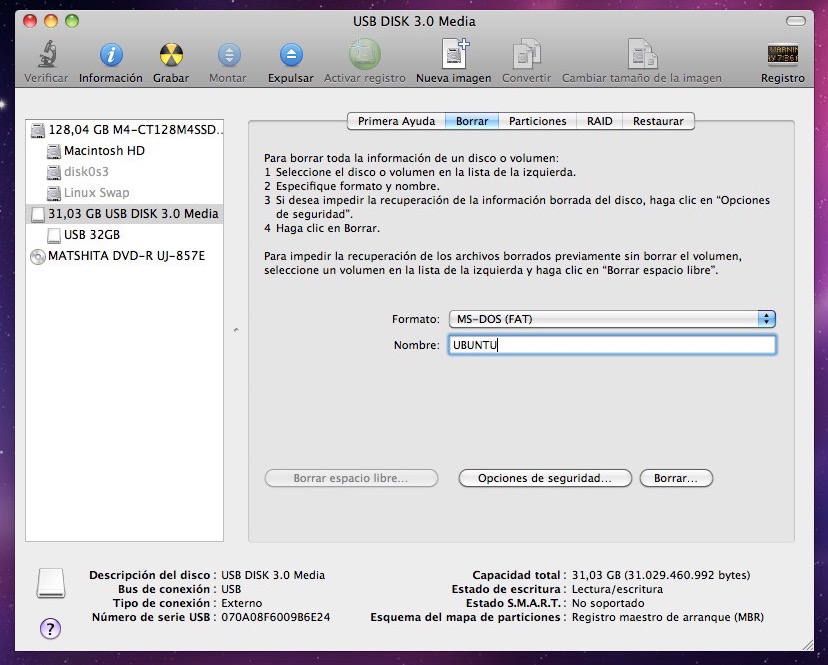 USB DISK 3.0 Media
Verificar Información Grabar Montar Expulsar Activar registro Nueva imagen Convertir Cambiar tamaño de la imagen Registro
128,04 GB M4-CT128M4SSD...
Macintosh HD
disk0s3
Linux Swap
31,03 GB USB DISK 3.0 Media
USB 32GB
MATSHITA DVD-R UJ-857E
Primera Ayuda Borrar Particiones RAID Restaurar
Para borrar toda la información de un disco o volumen:
1 Seleccione el disco o volumen en la lista de la izquierda.
2 Especifique formato y nombre.
3 Si desea impedir la recuperación de la información borrada del disco, haga clic en “Opciones
de seguridad”.
4 Haga clic en Borrar.
Para impedir la recuperación de los archivos borrados previamente sin borrar el volumen,
seleccione un volumen en la lista de la izquierda y haga clic en “Borrar espacio libre”.
Formato: MS-DOS (FAT)
Nombre: UBUNTU
Borrar espacio libre... Opciones de seguridad... Borrar...
Descripción del disco : USB DISK 3.0 Media
Bus de conexión : USB
Tipo de conexión : Externo
Número de serie USB : 070A08F6009B6E24
Capacidad total : 31,03 GB (31.029.460.992 bytes)
Estado de escritura : Lectura/escritura
Estado S.M.A.R.T. : No soportado
Esquema del mapa de particiones : Registro maestro de arranque (MBR)
?